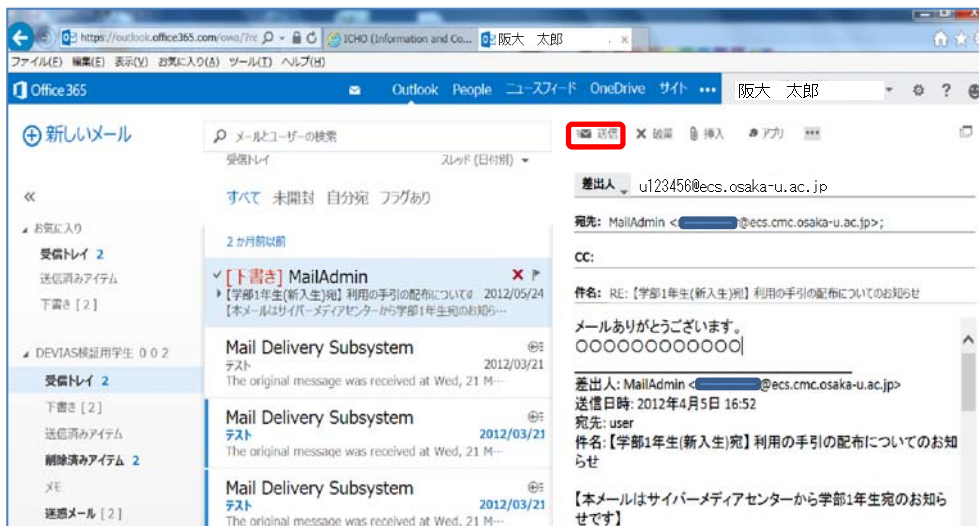 https://outlook.office365.com/owa/?re
ICHO (Information and Co...
阪大 太郎
ファイル(F) 編集(E) 表示(V) お気に入り(A) ツール(T) ヘルプ(H)
Office 365
Outlook People ニュースフィード OneDrive サイト •••
阪大 太郎
新しいメール
メールとユーザーの検索
送信 破棄 挿入 アプリ •••
受信トレイ スレッド (日付別)
すべて 未開封 自分宛 フラグあり
差出人 u123456@ecs.osaka-u.ac.jp
宛先: MailAdmin < @ecs.cmc.osaka-u.ac.jp>;
CC:
件名: RE: 【学部1年生(新入生)宛】利用の手引の配布についてのお知らせ
メールありがとうございます。
○○○○○○○○○○○○○
差出人: MailAdmin < @ecs.cmc.osaka-u.ac.jp>
送信日時: 2012年4月5日 16:52
宛先: user
件名:【学部1年生(新入生)宛】利用の手引の配布についてのお知
らせ
【本メールはサイバーメディアセンターから学部1年生宛のお知ら
せです】
«
お気に入り
受信トレイ 2
送信済みアイテム
下書き [2]
DEVIAS検証用学生 002
受信トレイ 2
下書き [2]
送信済みアイテム
削除済みアイテム 2
メモ
迷惑メール [2]
2 か月前以前
[下書き] MailAdmin
【学部1年生(新入生)宛】利用の手引の配布についての 2012/05/24
【本メールはサイバーメディアセンターから学部1年生宛のお知ら…
Mail Delivery Subsystem
テスト 2012/03/21
The original message was received at Wed, 21 M…
Mail Delivery Subsystem
テスト 2012/03/21
The original message was received at Wed, 21 M…
Mail Delivery Subsystem
テスト 2012/03/21
The original message was received at Wed, 21 M…